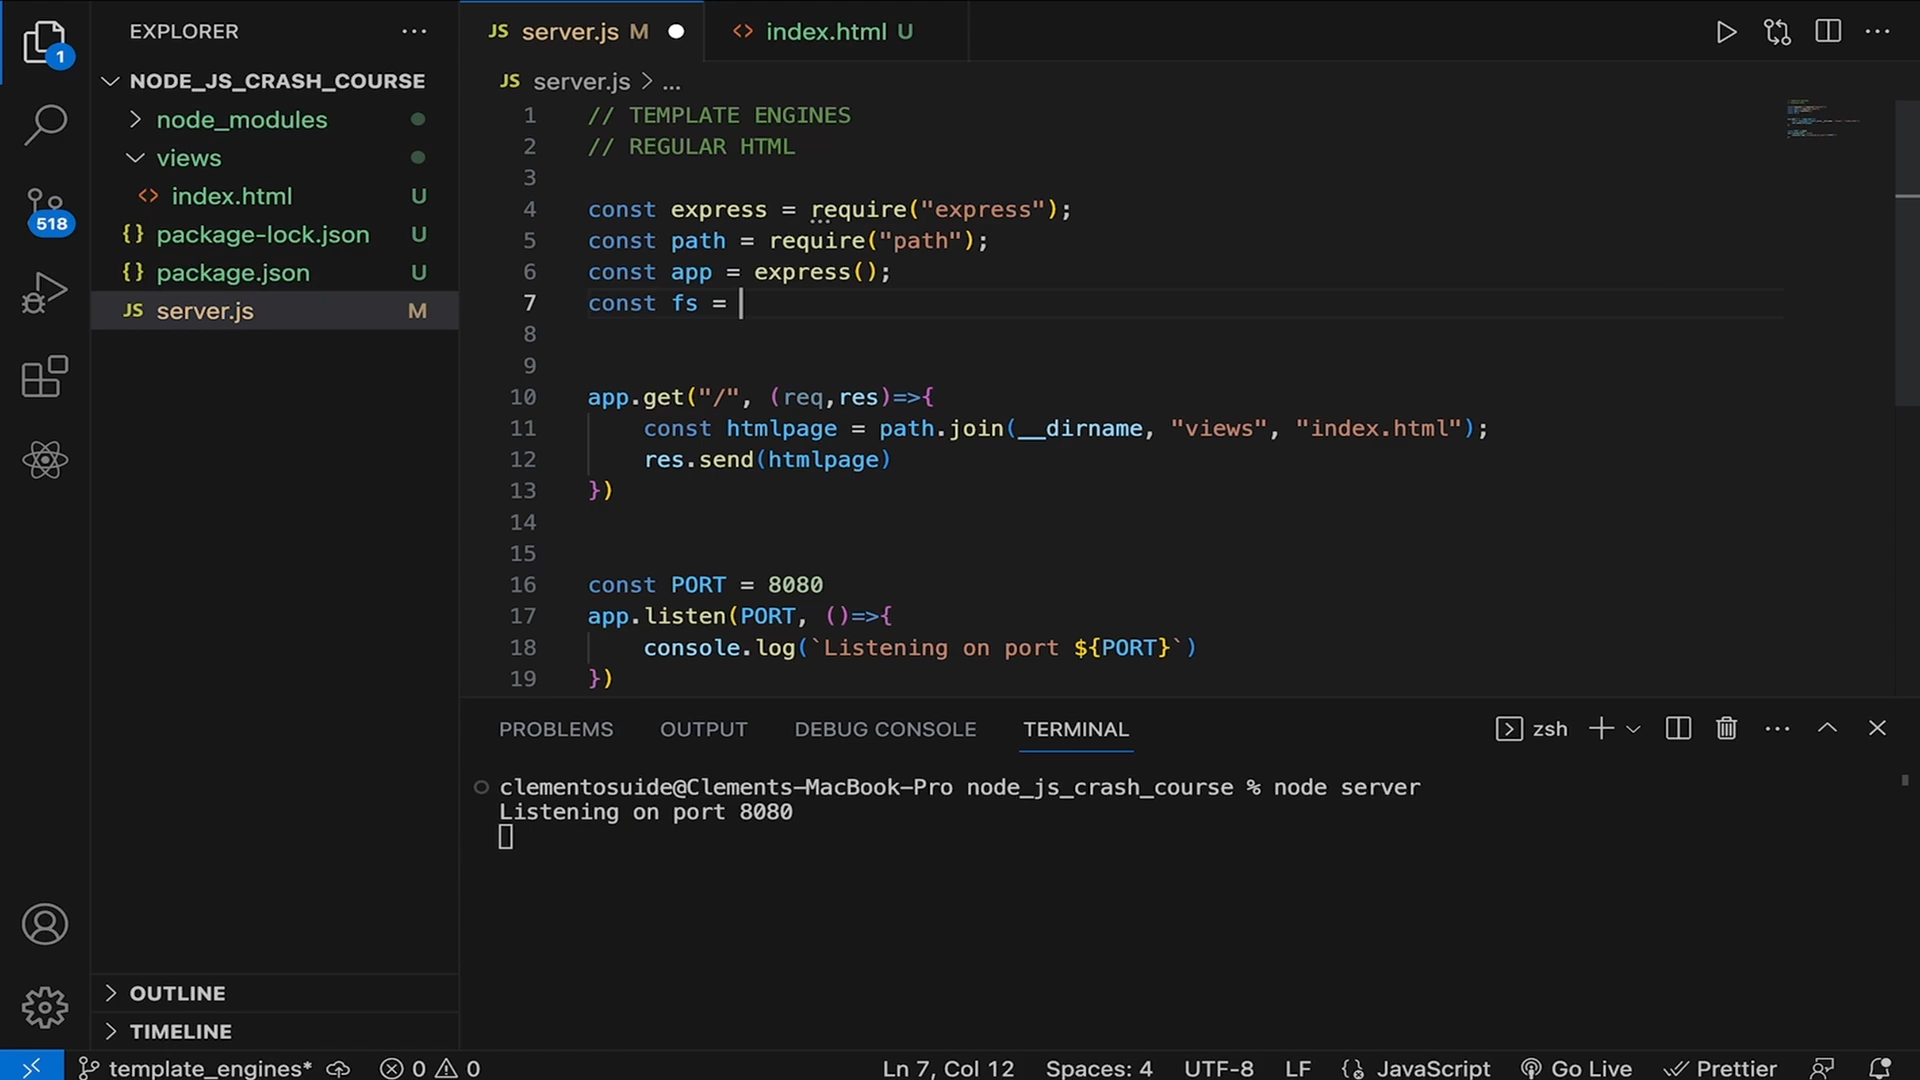 EXPLORER
NODE_JS_CRASH_COURSE
node_modules
views
<> index.html U
{} package-lock.json U
{} package.json U
JS server.js M
OUTLINE
TIMELINE
1
518
JS server.js M
<> index.html U
JS server.js > ...
1 // TEMPLATE ENGINES
2 // REGULAR HTML
3
4 const express = require("express");
5 const path = require("path");
6 const app = express();
7 const fs =
8
9
10 app.get("/", (req,res)=>{
11 const htmlpage = path.join(__dirname, "views", "index.html");
12 res.send(htmlpage)
13 })
14
15
16 const PORT = 8080
17 app.listen(PORT, ()=>{
18 console.log(`Listening on port ${PORT}`)
19 })
PROBLEMS OUTPUT DEBUG CONSOLE TERMINAL zsh
clementosuide@Clements-MacBook-Pro node_js_crash_course % node server
Listening on port 8080
template_engines* 0 0 Ln 7, Col 12 Spaces: 4 UTF-8 LF JavaScript Go Live Prettier